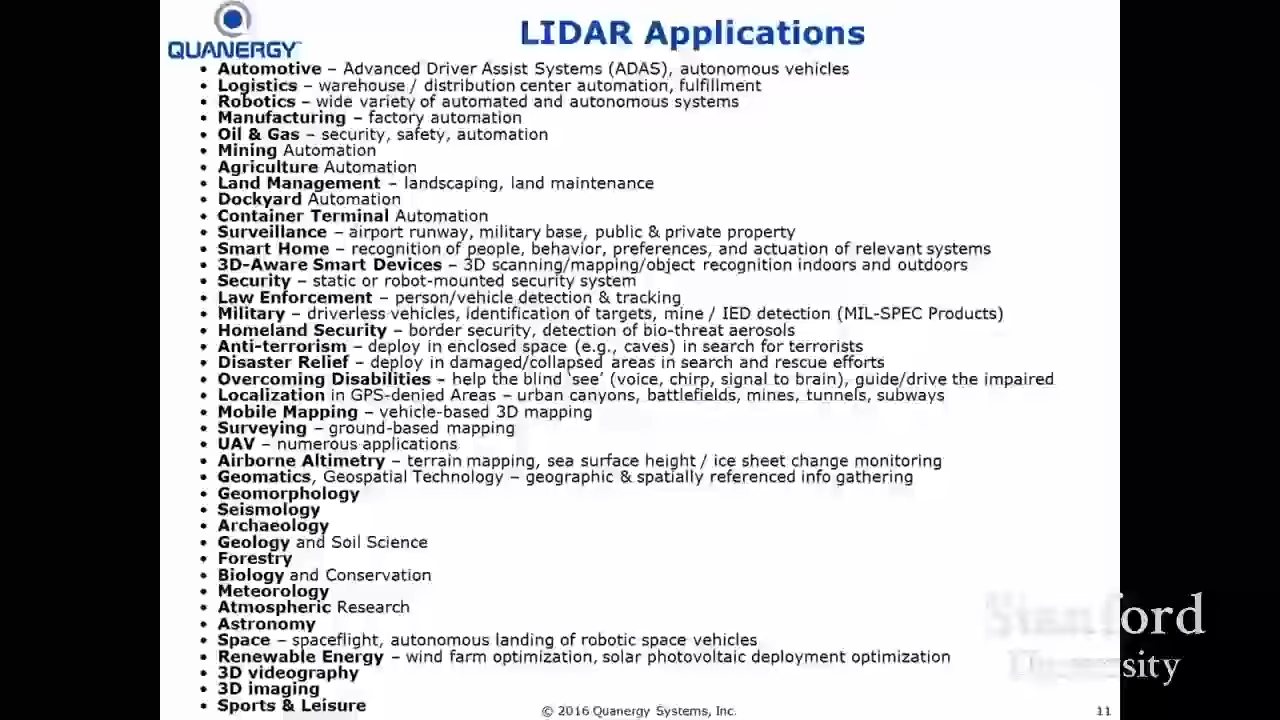 QUANERGY
LIDAR Applications
• Automotive – Advanced Driver Assist Systems (ADAS), autonomous vehicles
• Logistics – warehouse / distribution center automation, fulfillment
• Robotics – wide variety of automated and autonomous systems
• Manufacturing – factory automation
• Oil & Gas – security, safety, automation
• Mining Automation
• Agriculture Automation
• Land Management – landscaping, land maintenance
• Dockyard Automation
• Container Terminal Automation
• Surveillance – airport runway, military base, public & private property
• Smart Home – recognition of people, behavior, preferences, and actuation of relevant systems
• 3D-Aware Smart Devices – 3D scanning/mapping/object recognition indoors and outdoors
• Security – static or robot-mounted security system
• Law Enforcement – person/vehicle detection & tracking
• Military – driverless vehicles, identification of targets, mine / IED detection (MIL-SPEC Products)
• Homeland Security – border security, detection of bio-threat aerosols
• Anti-terrorism – deploy in enclosed space (e.g., caves) in search for terrorists
• Disaster Relief – deploy in damaged/collapsed areas in search and rescue efforts
• Overcoming Disabilities – help the blind ‘see’ (voice, chirp, signal to brain), guide/drive the impaired
• Localization in GPS-denied Areas – urban canyons, battlefields, mines, tunnels, subways
• Mobile Mapping – vehicle-based 3D mapping
• Surveying – ground-based mapping
• UAV – numerous applications
• Airborne Altimetry – terrain mapping, sea surface height / ice sheet change monitoring
• Geomatics, Geospatial Technology – geographic & spatially referenced info gathering
• Geomorphology
• Seismology
• Archaeology
• Geology and Soil Science
• Forestry
• Biology and Conservation
• Meteorology
• Atmospheric Research
• Astronomy
• Space – spaceflight, autonomous landing of robotic space vehicles
• Renewable Energy – wind farm optimization, solar photovoltaic deployment optimization
• 3D videography
• 3D imaging
• Sports & Leisure
Stanford
University
© 2016 Quanergy Systems, Inc.
11